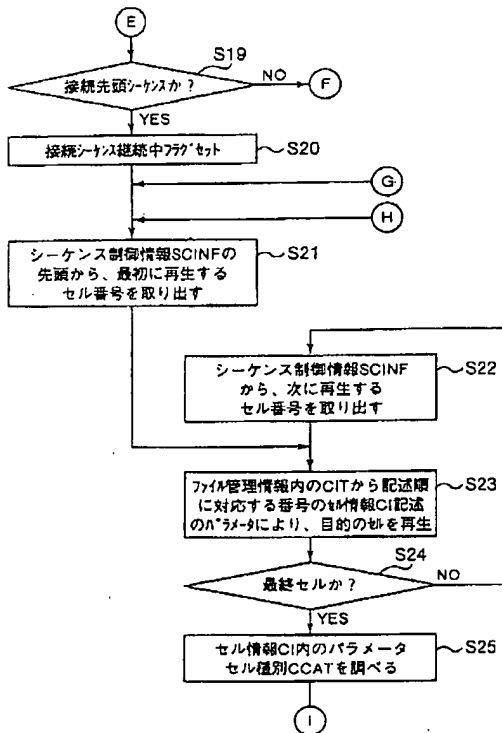 E
S19
接続先頭シーケンスか？
NO
F
YES
接続シーケンス継続中フラグセット
S20
G
H
シーケンス制御情報SCINFの
先頭から、最初に再生する
セル番号を取り出す
S21
シーケンス制御情報SCINF
から、次に再生する
セル番号を取り出す
S22
ファイル管理情報内のCITから記述順
に対応する番号のセル情報CI記述
のパラメータにより、目的のセルを再生
S23
S24
最終セルか？
NO
YES
セル情報CI内のパラメータ
セル種別CCATを調べる
S25
I